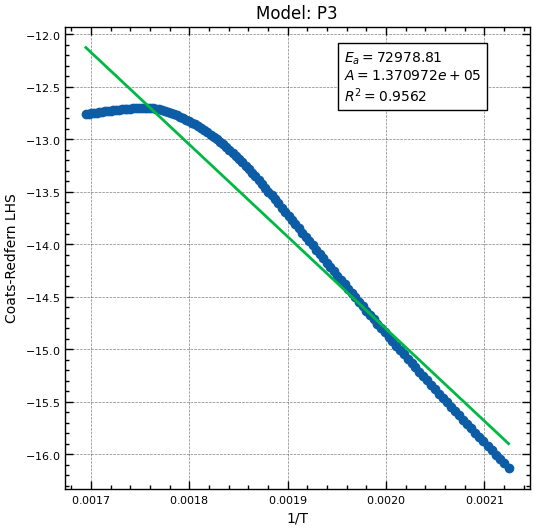 Model: P3
−12.0
−12.5
−13.0
−13.5
−14.0
−14.5
−15.0
−15.5
−16.0
Coats-Redfern LHS
Eₐ = 72978.81
A = 1.370972e + 05
R² = 0.9562
0.0017 0.0018 0.0019 0.0020 0.0021
1/T